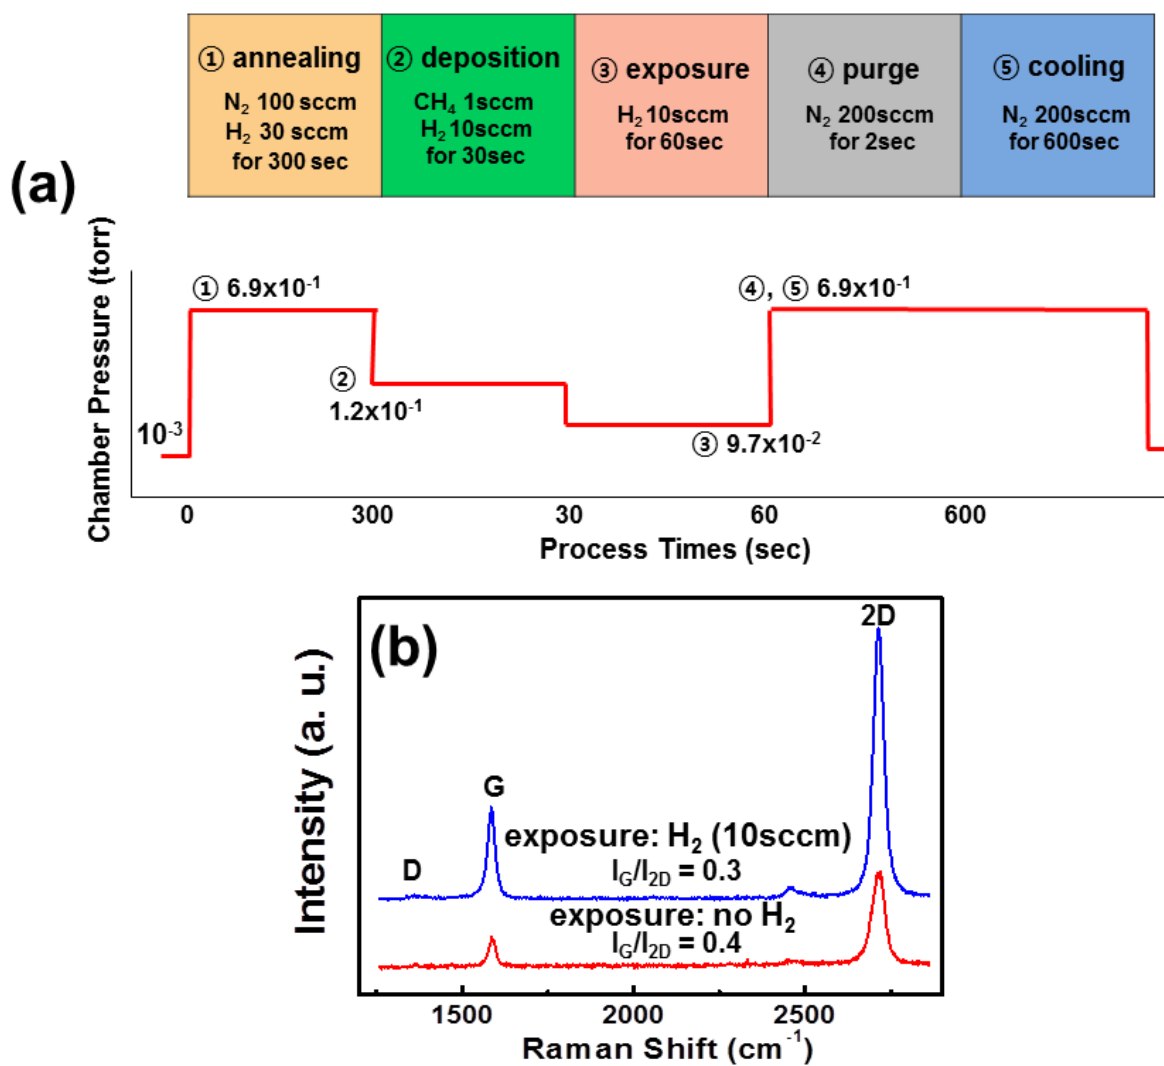 ① annealing
N₂ 100 sccm
H₂ 30 sccm
for 300 sec
② deposition
CH₄ 1sccm
H₂ 10sccm
for 30sec
③ exposure
H₂ 10sccm
for 60sec
④ purge
N₂ 200sccm
for 2sec
⑤ cooling
N₂ 200sccm
for 600sec
(a)
Chamber Pressure (torr)
10⁻³
① 6.9x10⁻¹
②
1.2x10⁻¹
③ 9.7x10⁻²
④, ⑤ 6.9x10⁻¹
0 300 30 60 600
Process Times (sec)
(b)
Intensity (a. u.)
D
G
2D
exposure: H₂ (10sccm)
I_G/I_2D = 0.3
exposure: no H₂
I_G/I_2D = 0.4
1500 2000 2500
Raman Shift (cm⁻¹)